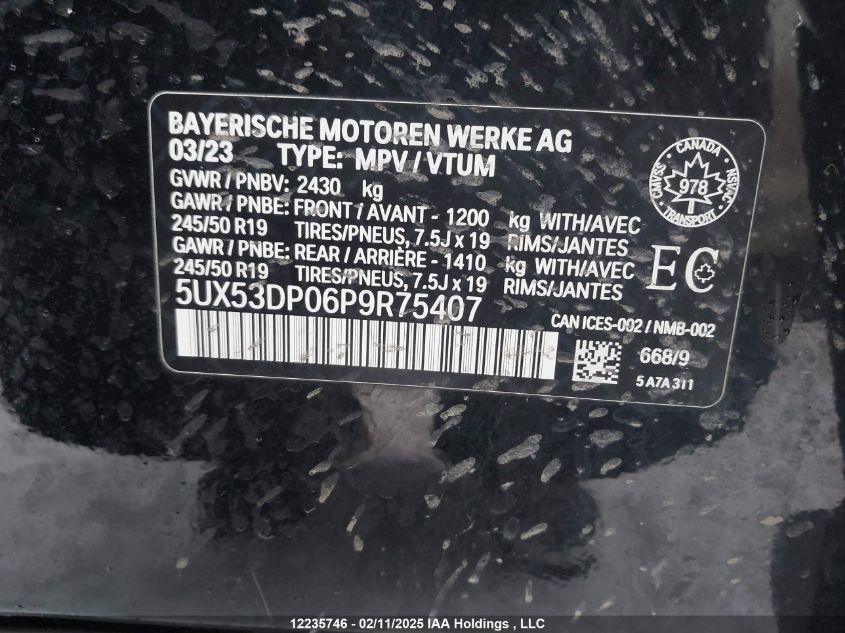 BAYERISCHE MOTOREN WERKE AG
03/23 TYPE: MPV / VTUM
GVWR / PNBV: 2430 kg
GAWR / PNBE: FRONT / AVANT - 1200 kg WITH/AVEC
245/50 R19 TIRES/PNEUS, 7.5J x 19 RIMS/JANTES
GAWR / PNBE: REAR / ARRIÈRE - 1410 kg WITH/AVEC
245/50 R19 TIRES/PNEUS, 7.5J x 19 RIMS/JANTES
5UX53DP06P9R75407
CANADA
CMVSS 978 NSVAC
TRANSPORT
EC
CAN ICES-002 / NMB-002
668/9
5 A7A 311
12235746 - 02/11/2025 IAA Holdings , LLC